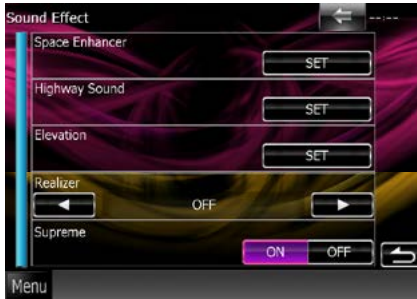 Sound Effect --:--
Space Enhancer
SET
Highway Sound
SET
Elevation
SET
Realizer
OFF
Supreme
ON OFF
Menu